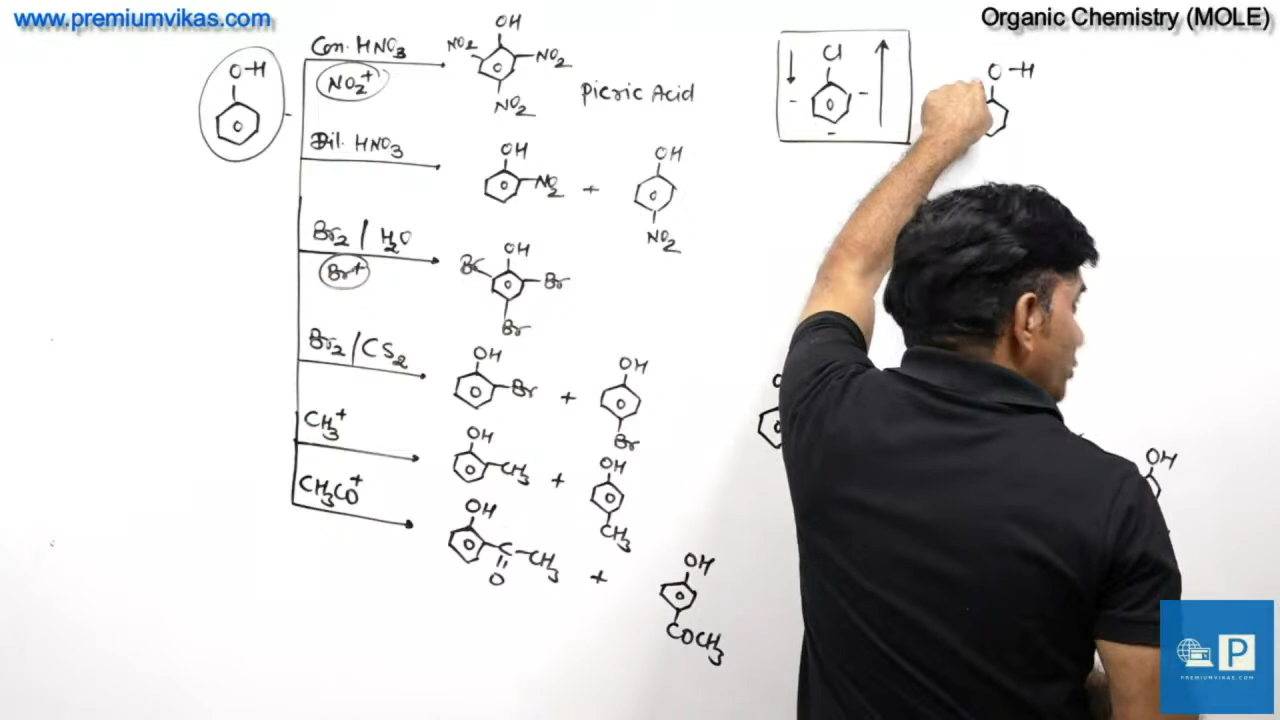 www.premiumvikas.com
Organic Chemistry (MOLE)
O-H
Con. HNO3
NO2+
OH
NO2
NO2
NO2
Picric Acid
Dil. HNO3
OH
NO2
+
OH
NO2
Br2 / H2O
Br+
OH
Br
Br
Br
Br2 / CS2
OH
Br
+
OH
Br
CH3+
OH
CH3
+
OH
CH3
CH3CO+
OH
C-CH3
O
+
OH
COCH3
Cl
O-H
OH
P
PREMIUMVIKAS.COM